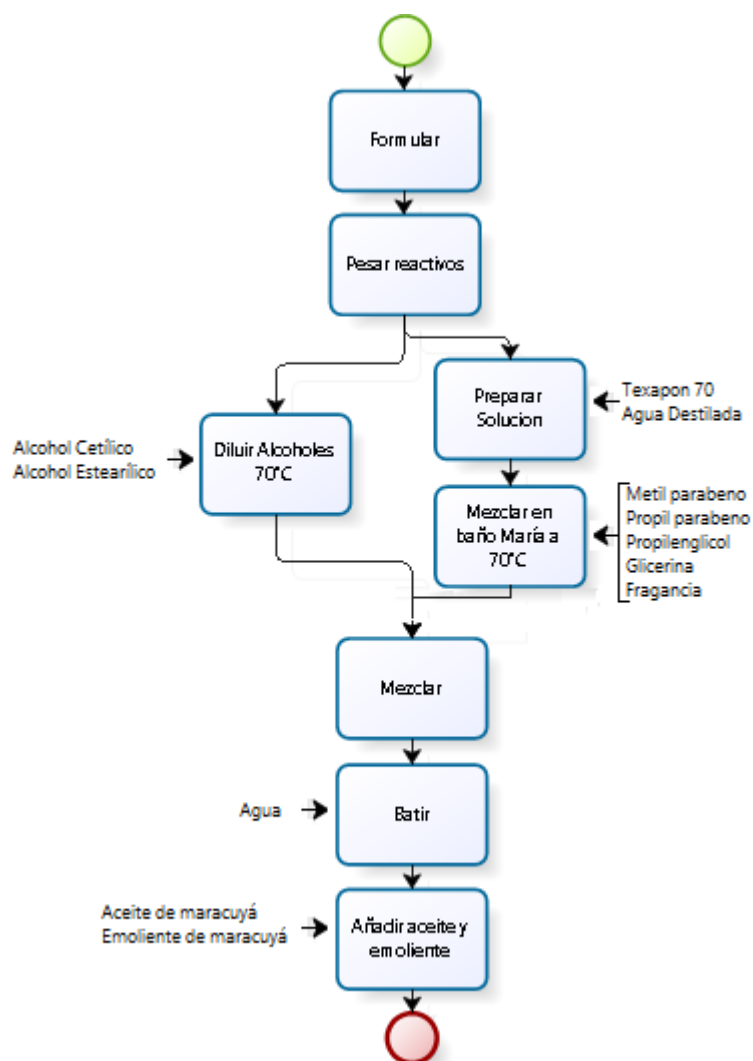 Formular
Pesar reactivos
Preparar
Solucion
Texapon 70
Agua Destilada
Alcohol Cetílico
Alcohol Estearílico
Diluir Alcoholes
70°C
Mezclar en
baño María a
70°C
Metil parabeno
Propil parabeno
Propilenglicol
Glicerina
Fragancia
Mezclar
Agua
Batir
Aceite de maracuyá
Emoliente de maracuyá
Añadir aceite y
emoliente